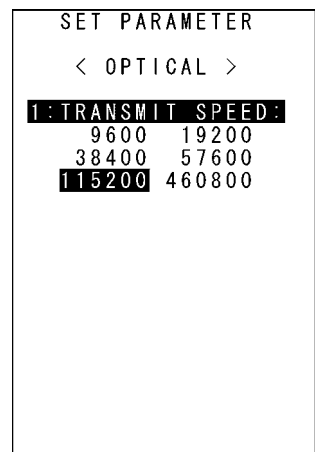 SET PARAMETER
< OPTICAL >
1:TRANSMIT SPEED:
9600 19200
38400 57600
115200 460800